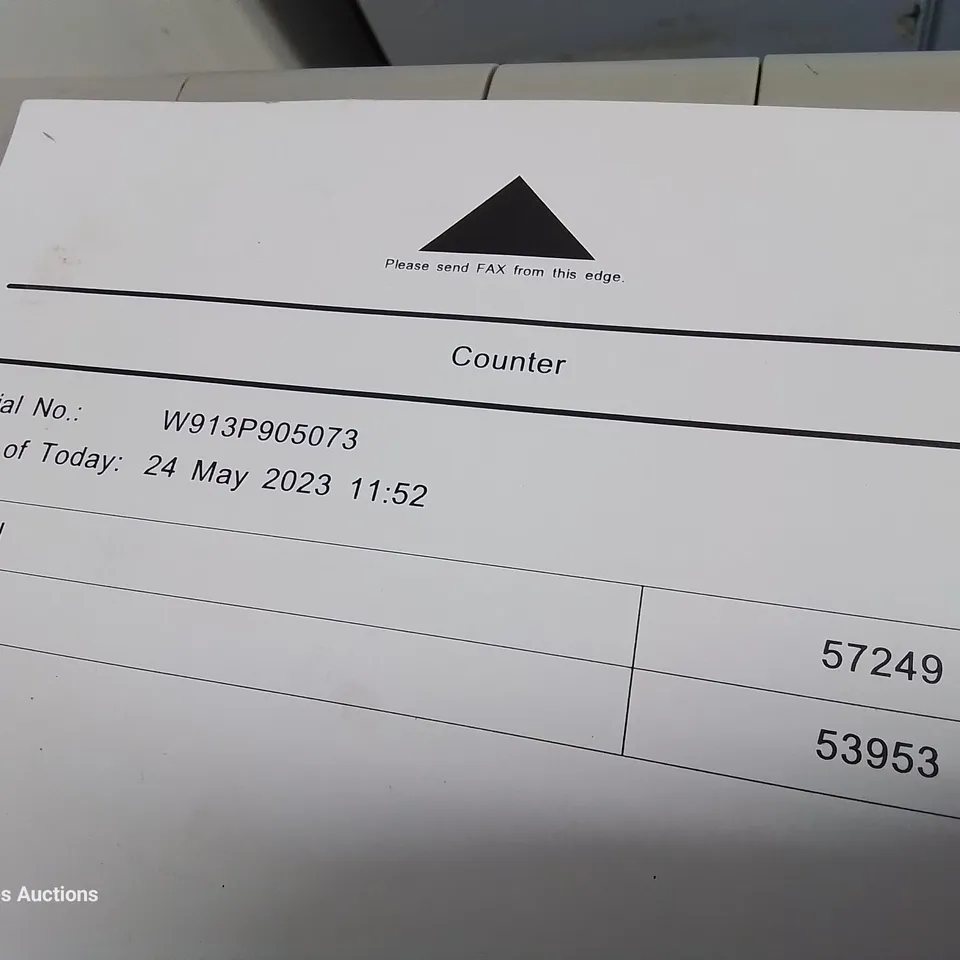 Please send FAX from this edge.
Counter
ial No.: W913P905073
of Today: 24 May 2023 11:52
57249
53953
s Auctions